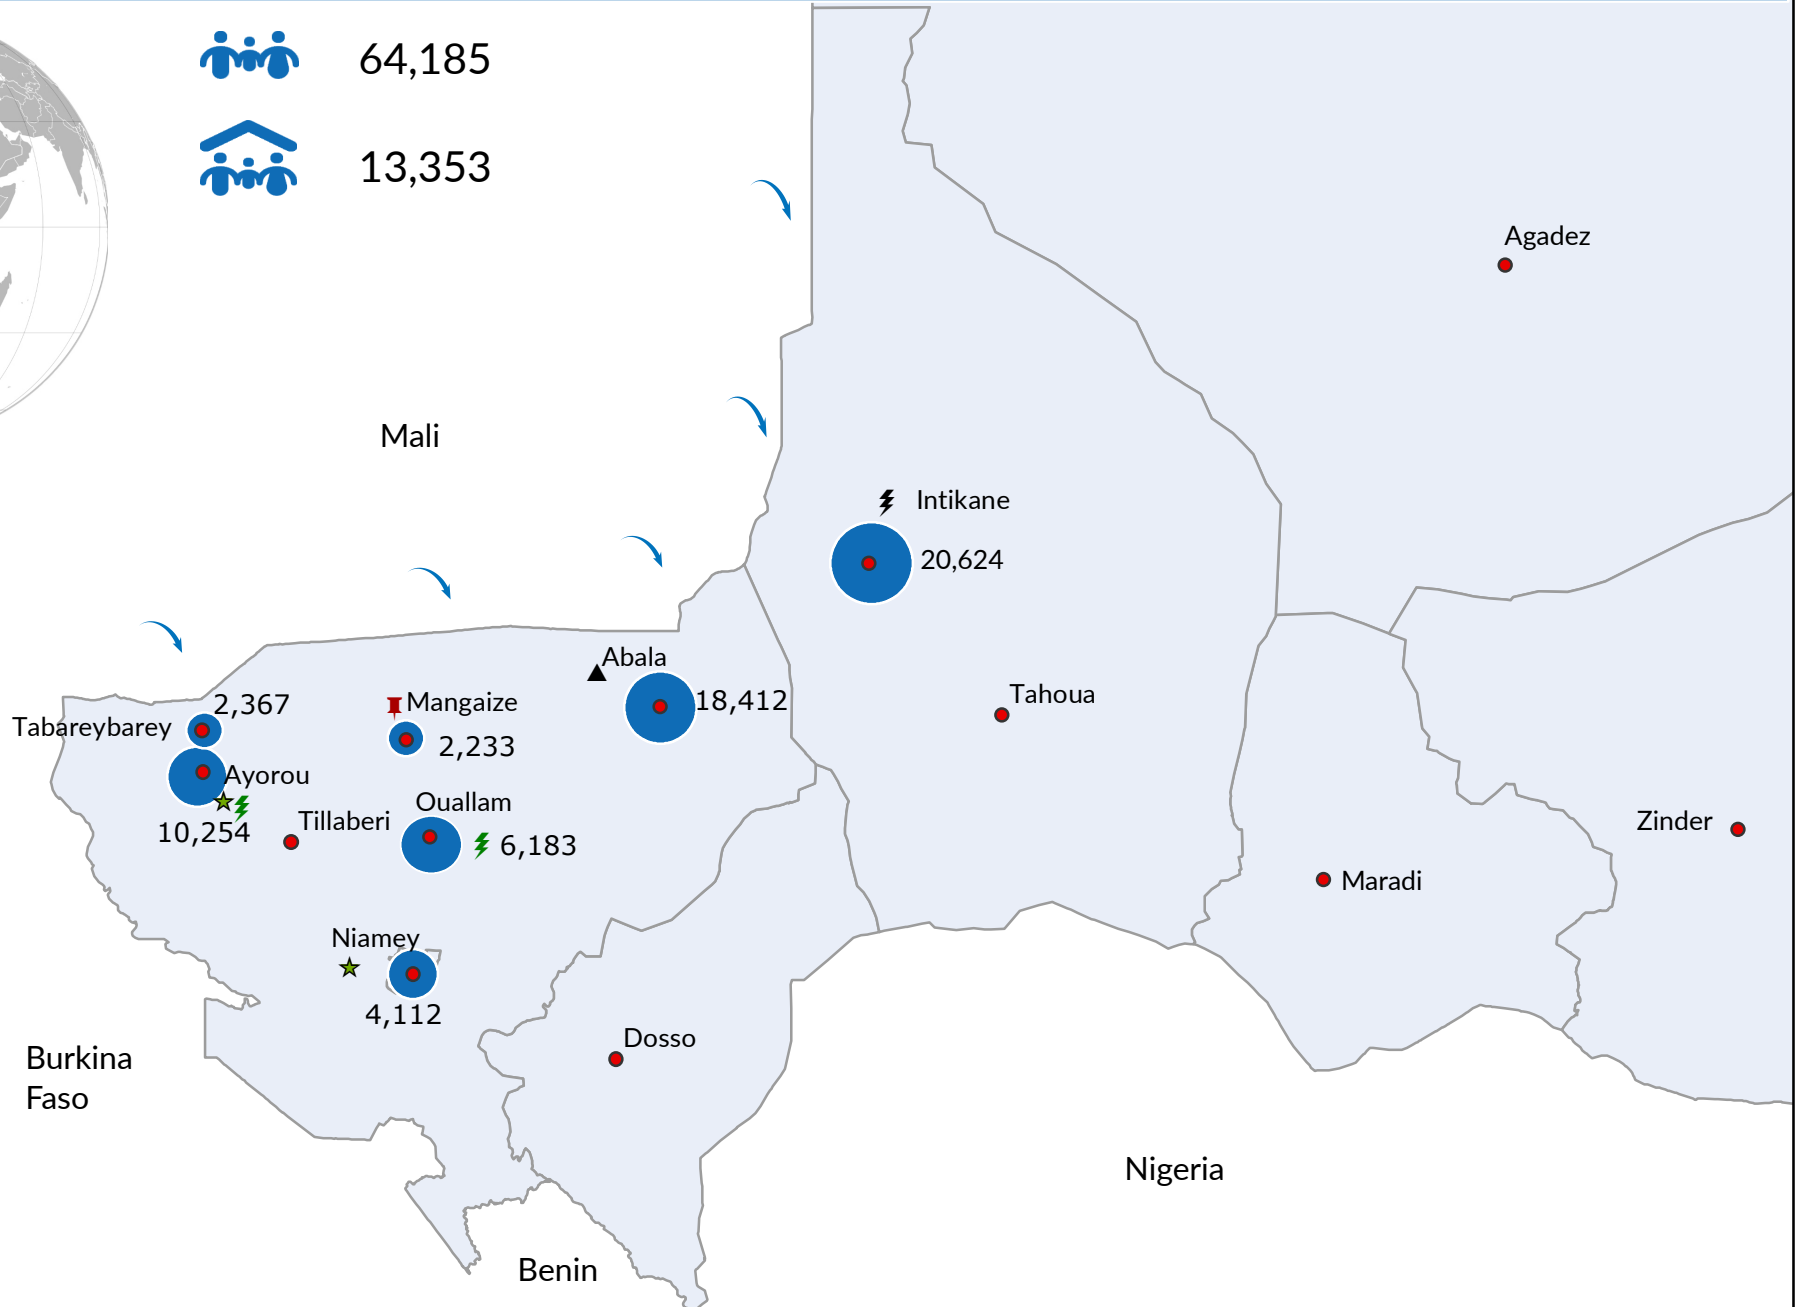 64,185
13,353
Agadez
Mali
Intikane
20,624
Abala
18,412
Tahoua
Mangaize
2,233
2,367
Tabareybarey
Ayorou
10,254
Tillaberi
Ouallam
6,183
Zinder
Maradi
Niamey
4,112
Dosso
Burkina
Faso
Nigeria
Benin